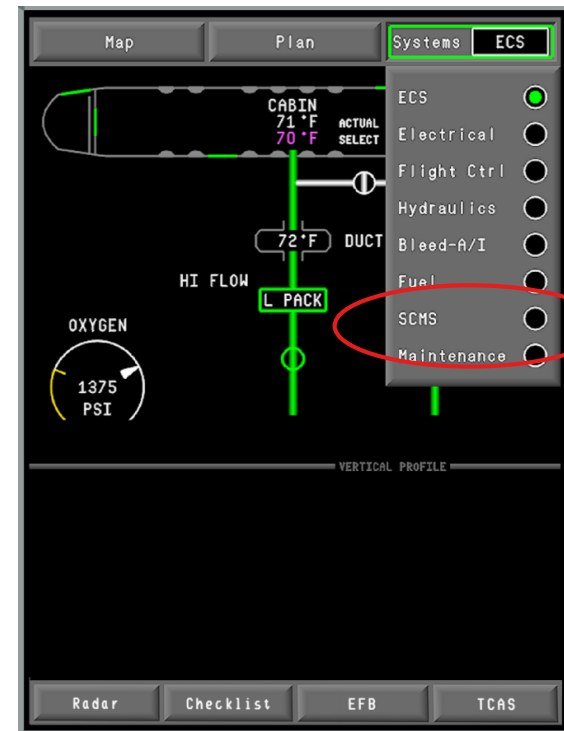 Map Plan Systems ECS
ECS
Electrical
Flight Ctrl
Hydraulics
Bleed-A/I
Fuel
SCMS
Maintenance
CABIN
71°F ACTUAL
70°F SELECT
72°F DUCT
HI FLOW
L PACK
OXYGEN
1375
PSI
VERTICAL PROFILE
Radar Checklist EFB TCAS